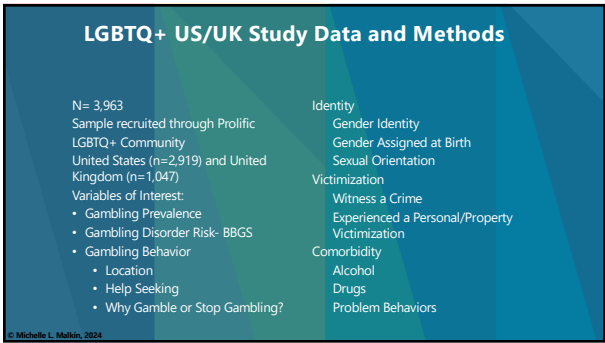 LGBTQ+ US/UK Study Data and Methods
N= 3,963
Sample recruited through Prolific
LGBTQ+ Community
United States (n=2,919) and United
Kingdom (n=1,047)
Variables of Interest:
• Gambling Prevalence
• Gambling Disorder Risk- BBGS
• Gambling Behavior
• Location
• Help Seeking
• Why Gamble or Stop Gambling?
Identity
Gender Identity
Gender Assigned at Birth
Sexual Orientation
Victimization
Witness a Crime
Experienced a Personal/Property
Victimization
Comorbidity
Alcohol
Drugs
Problem Behaviors
© Michelle L. Malkin, 2024